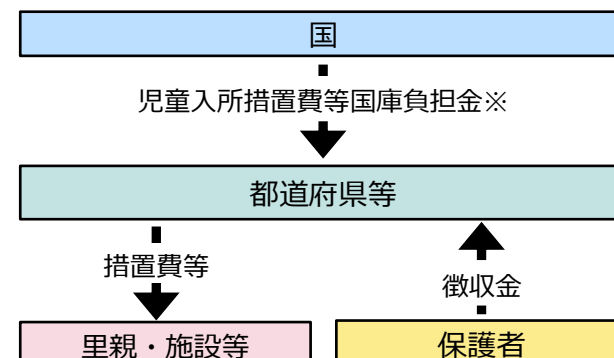 国
児童入所措置費等国庫負担金※
都道府県等
措置費等
徴収金
里親・施設等
保護者